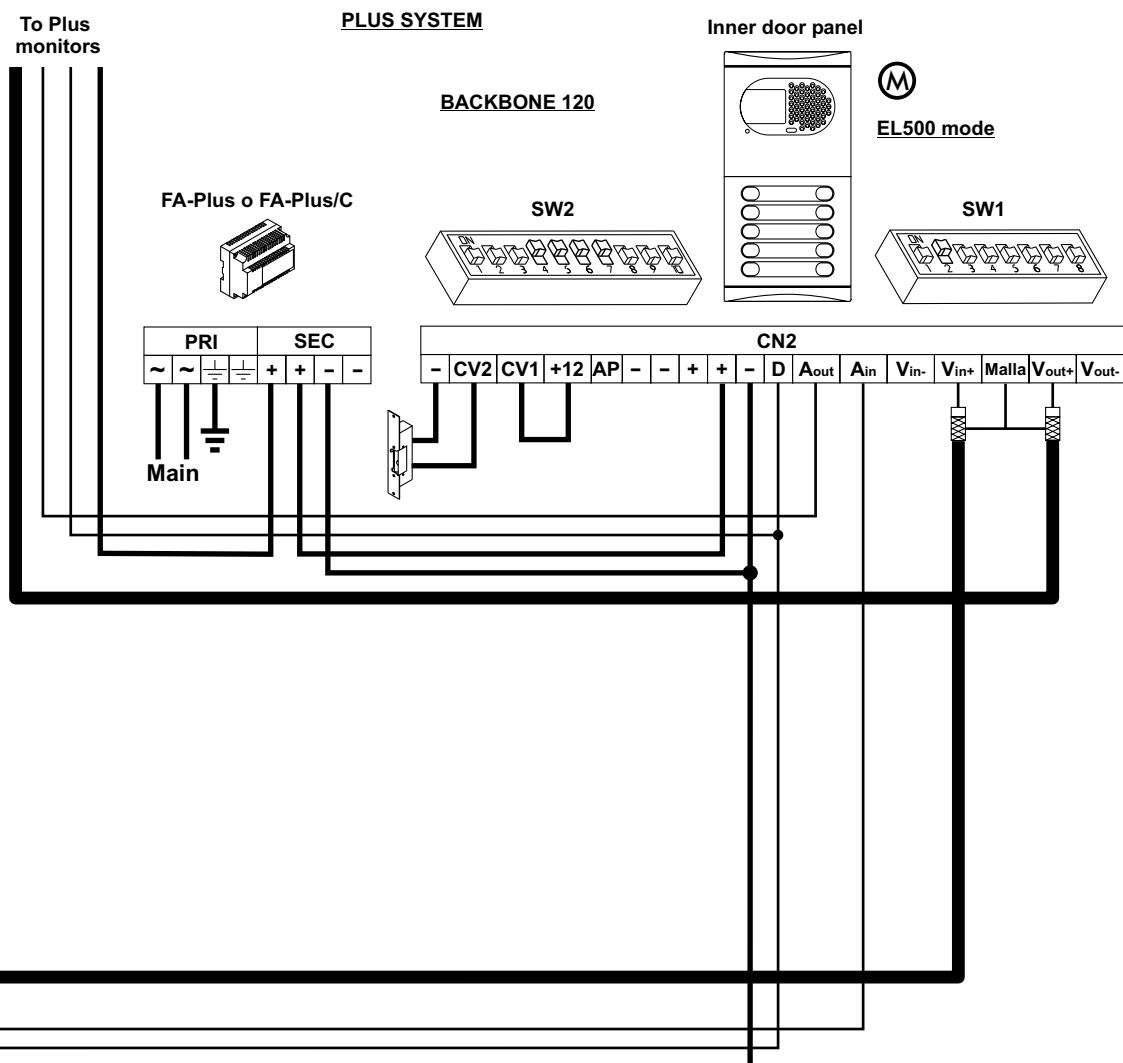 To Plus
monitors
PLUS SYSTEM
Inner door panel
M
BACKBONE 120
EL500 mode
FA-Plus o FA-Plus/C
SW2
SW1
ON
1 2 3 4 5 6 7 8 9 10
ON
1 2 3 4 5 6 7 8
PRI SEC
~ ~ + + - -
CN2
- CV2 CV1 +12 AP - - + + - D Aout Ain Vin- Vin+ Malla Vout+ Vout-
Main